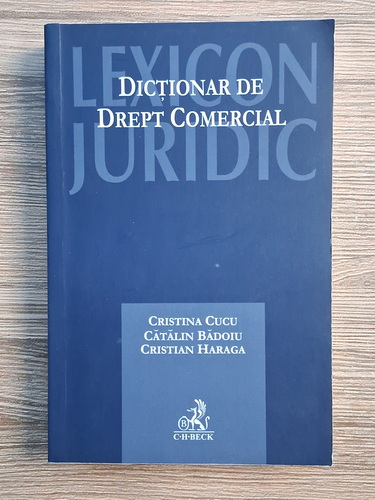 LEXICON
DICȚIONAR DE
DREPT COMERCIAL
JURIDIC
CRISTINA CUCU
CĂTĂLIN BĂDOIU
CRISTIAN HARAGA
B
C·H·BECK